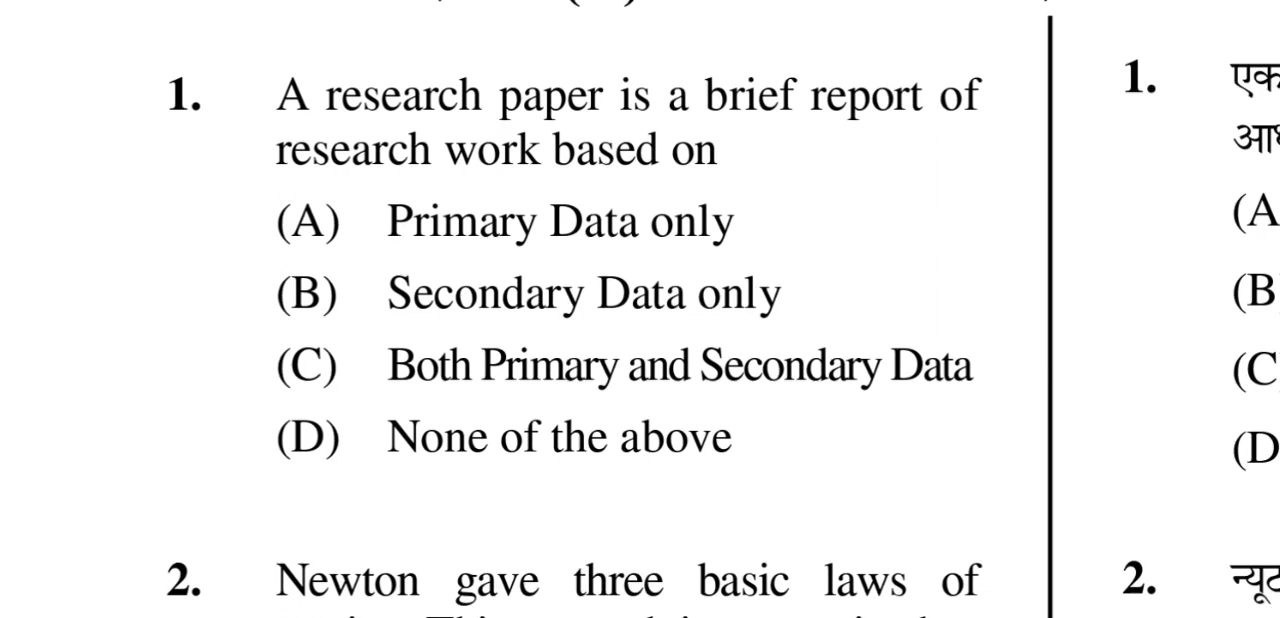 1. A research paper is a brief report of
research work based on
(A) Primary Data only
(B) Secondary Data only
(C) Both Primary and Secondary Data
(D) None of the above
2. Newton gave three basic laws of
1. एक
(A
(B
(C
(D
2.